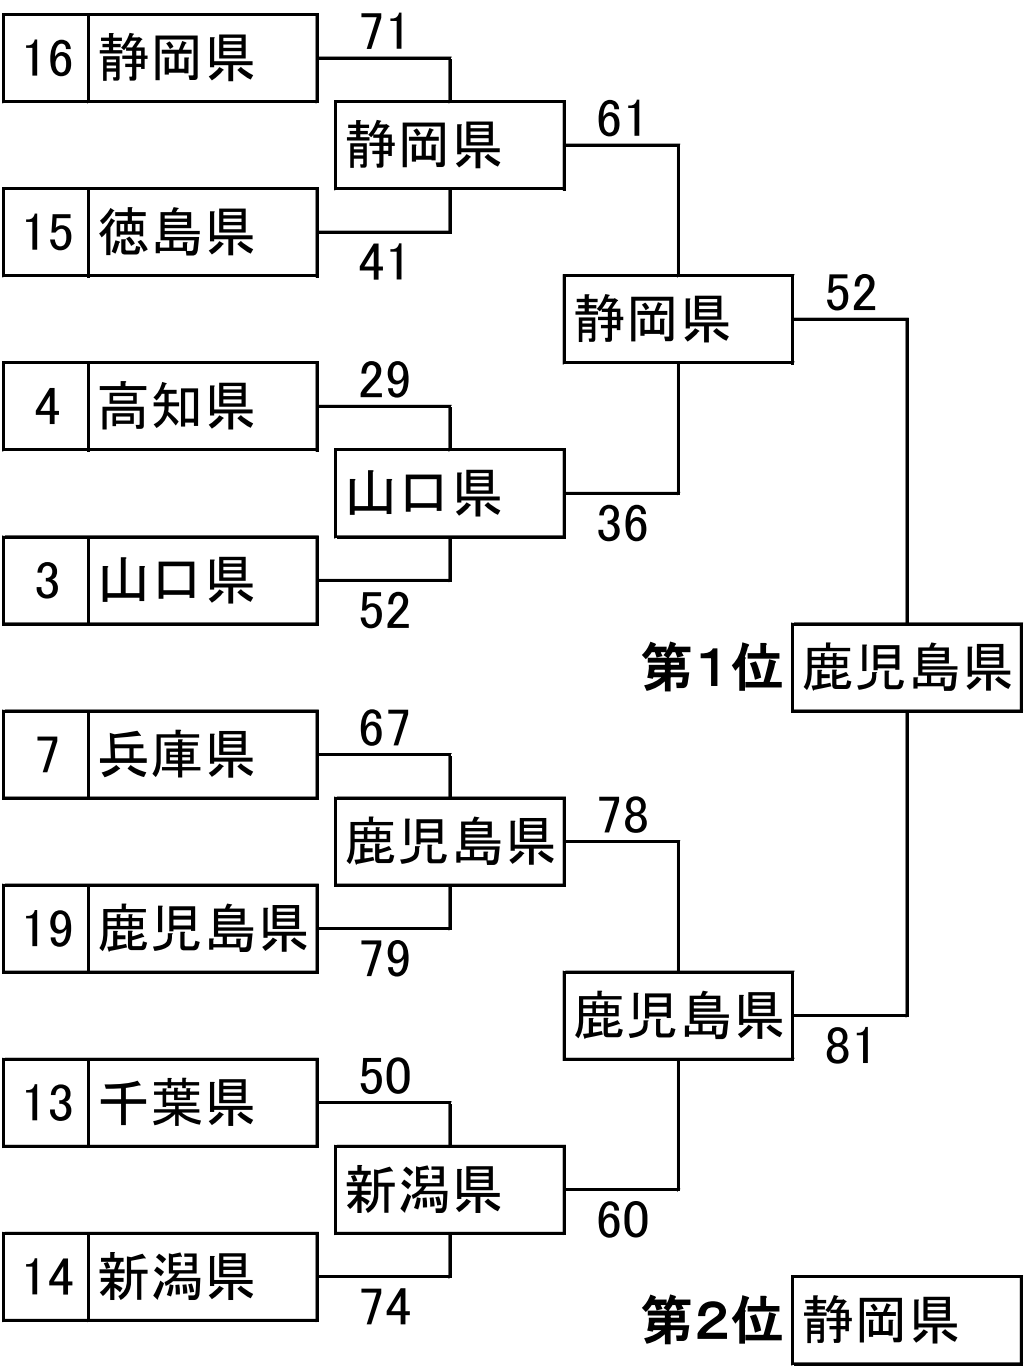 16 静岡県
71
静岡県
61
15 徳島県
41
静岡県
52
4 高知県
29
山口県
36
3 山口県
52
第1位 鹿児島県
7 兵庫県
67
鹿児島県
78
19 鹿児島県
79
鹿児島県
81
13 千葉県
50
新潟県
60
14 新潟県
74
第2位 静岡県